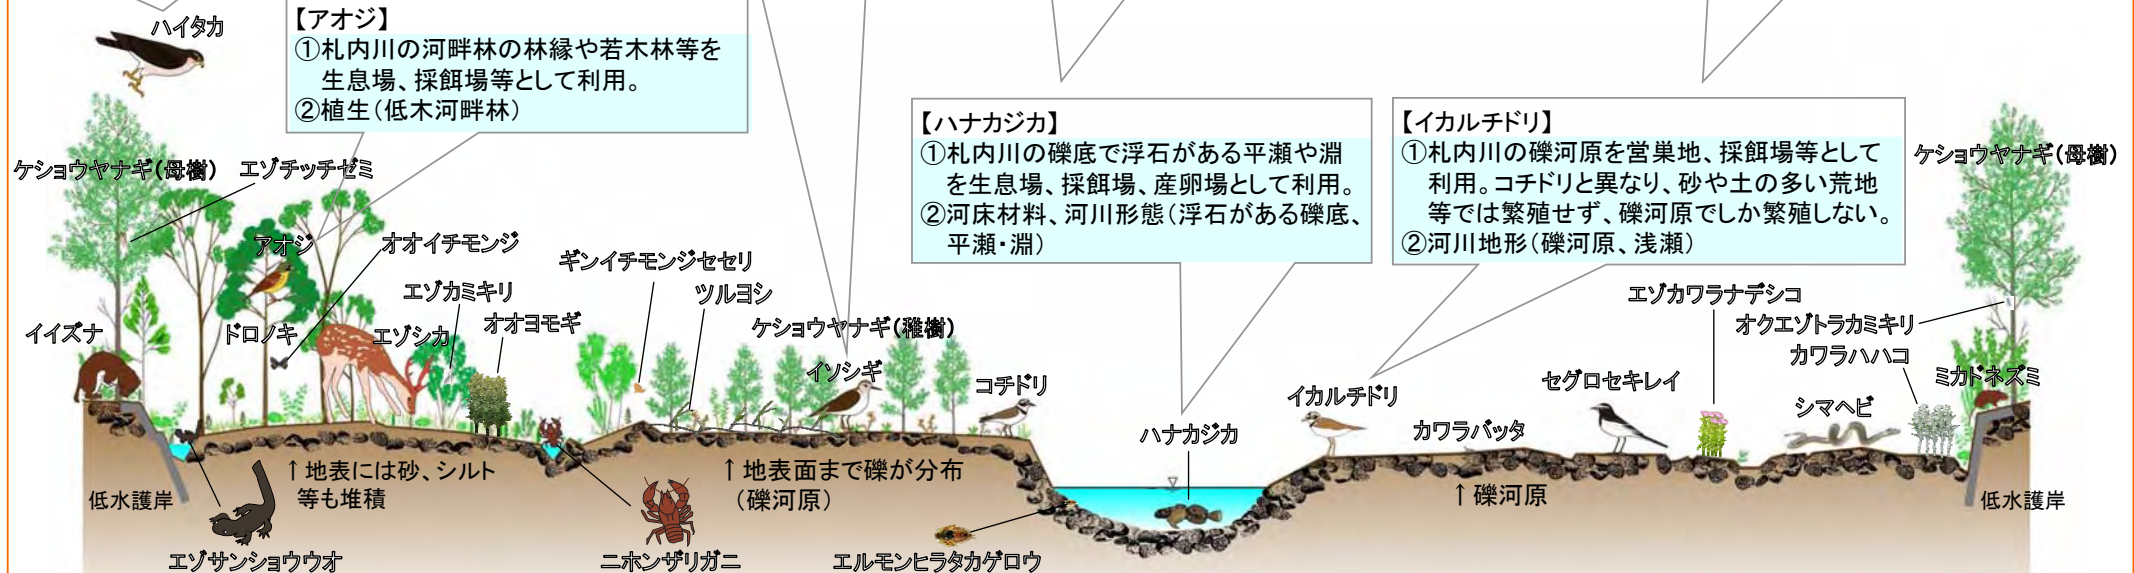 ハイタカ
【アオジ】
①札内川の河畔林の林縁や若木林等を
生息場、採餌場等として利用。
②植生(低木河畔林)
【ハナカジカ】
①札内川の礫底で浮石がある平瀬や淵
を生息場、採餌場、産卵場として利用。
②河床材料、河川形態(浮石がある礫底、
平瀬・淵)
【イカルチドリ】
①札内川の礫河原を営巣地、採餌場等として
利用。コチドリと異なり、砂や土の多い荒地
等では繁殖せず、礫河原でしか繁殖しない。
②河川地形(礫河原、浅瀬)
ケショウヤナギ(母樹)
エゾチッチゼミ
ケショウヤナギ(母樹)
アオジ
オオイチモンジ
ギンイチモンジセセリ
エゾカミキリ
ツルヨシ
エゾカワラナデシコ
イイズナ
ドロノキ
エゾシカ
オオヨモギ
ケショウヤナギ(稚樹)
オクエゾトラカミキリ
カワラハハコ
イソシギ
コチドリ
イカルチドリ
セグロセキレイ
ミカドネズミ
シマヘビ
ハナカジカ
カワラバッタ
↑地表には砂、シルト
等も堆積
↑地表面まで礫が分布
(礫河原)
↑礫河原
低水護岸
低水護岸
エゾサンショウウオ
ニホンザリガニ
エルモンヒラタカゲロウ